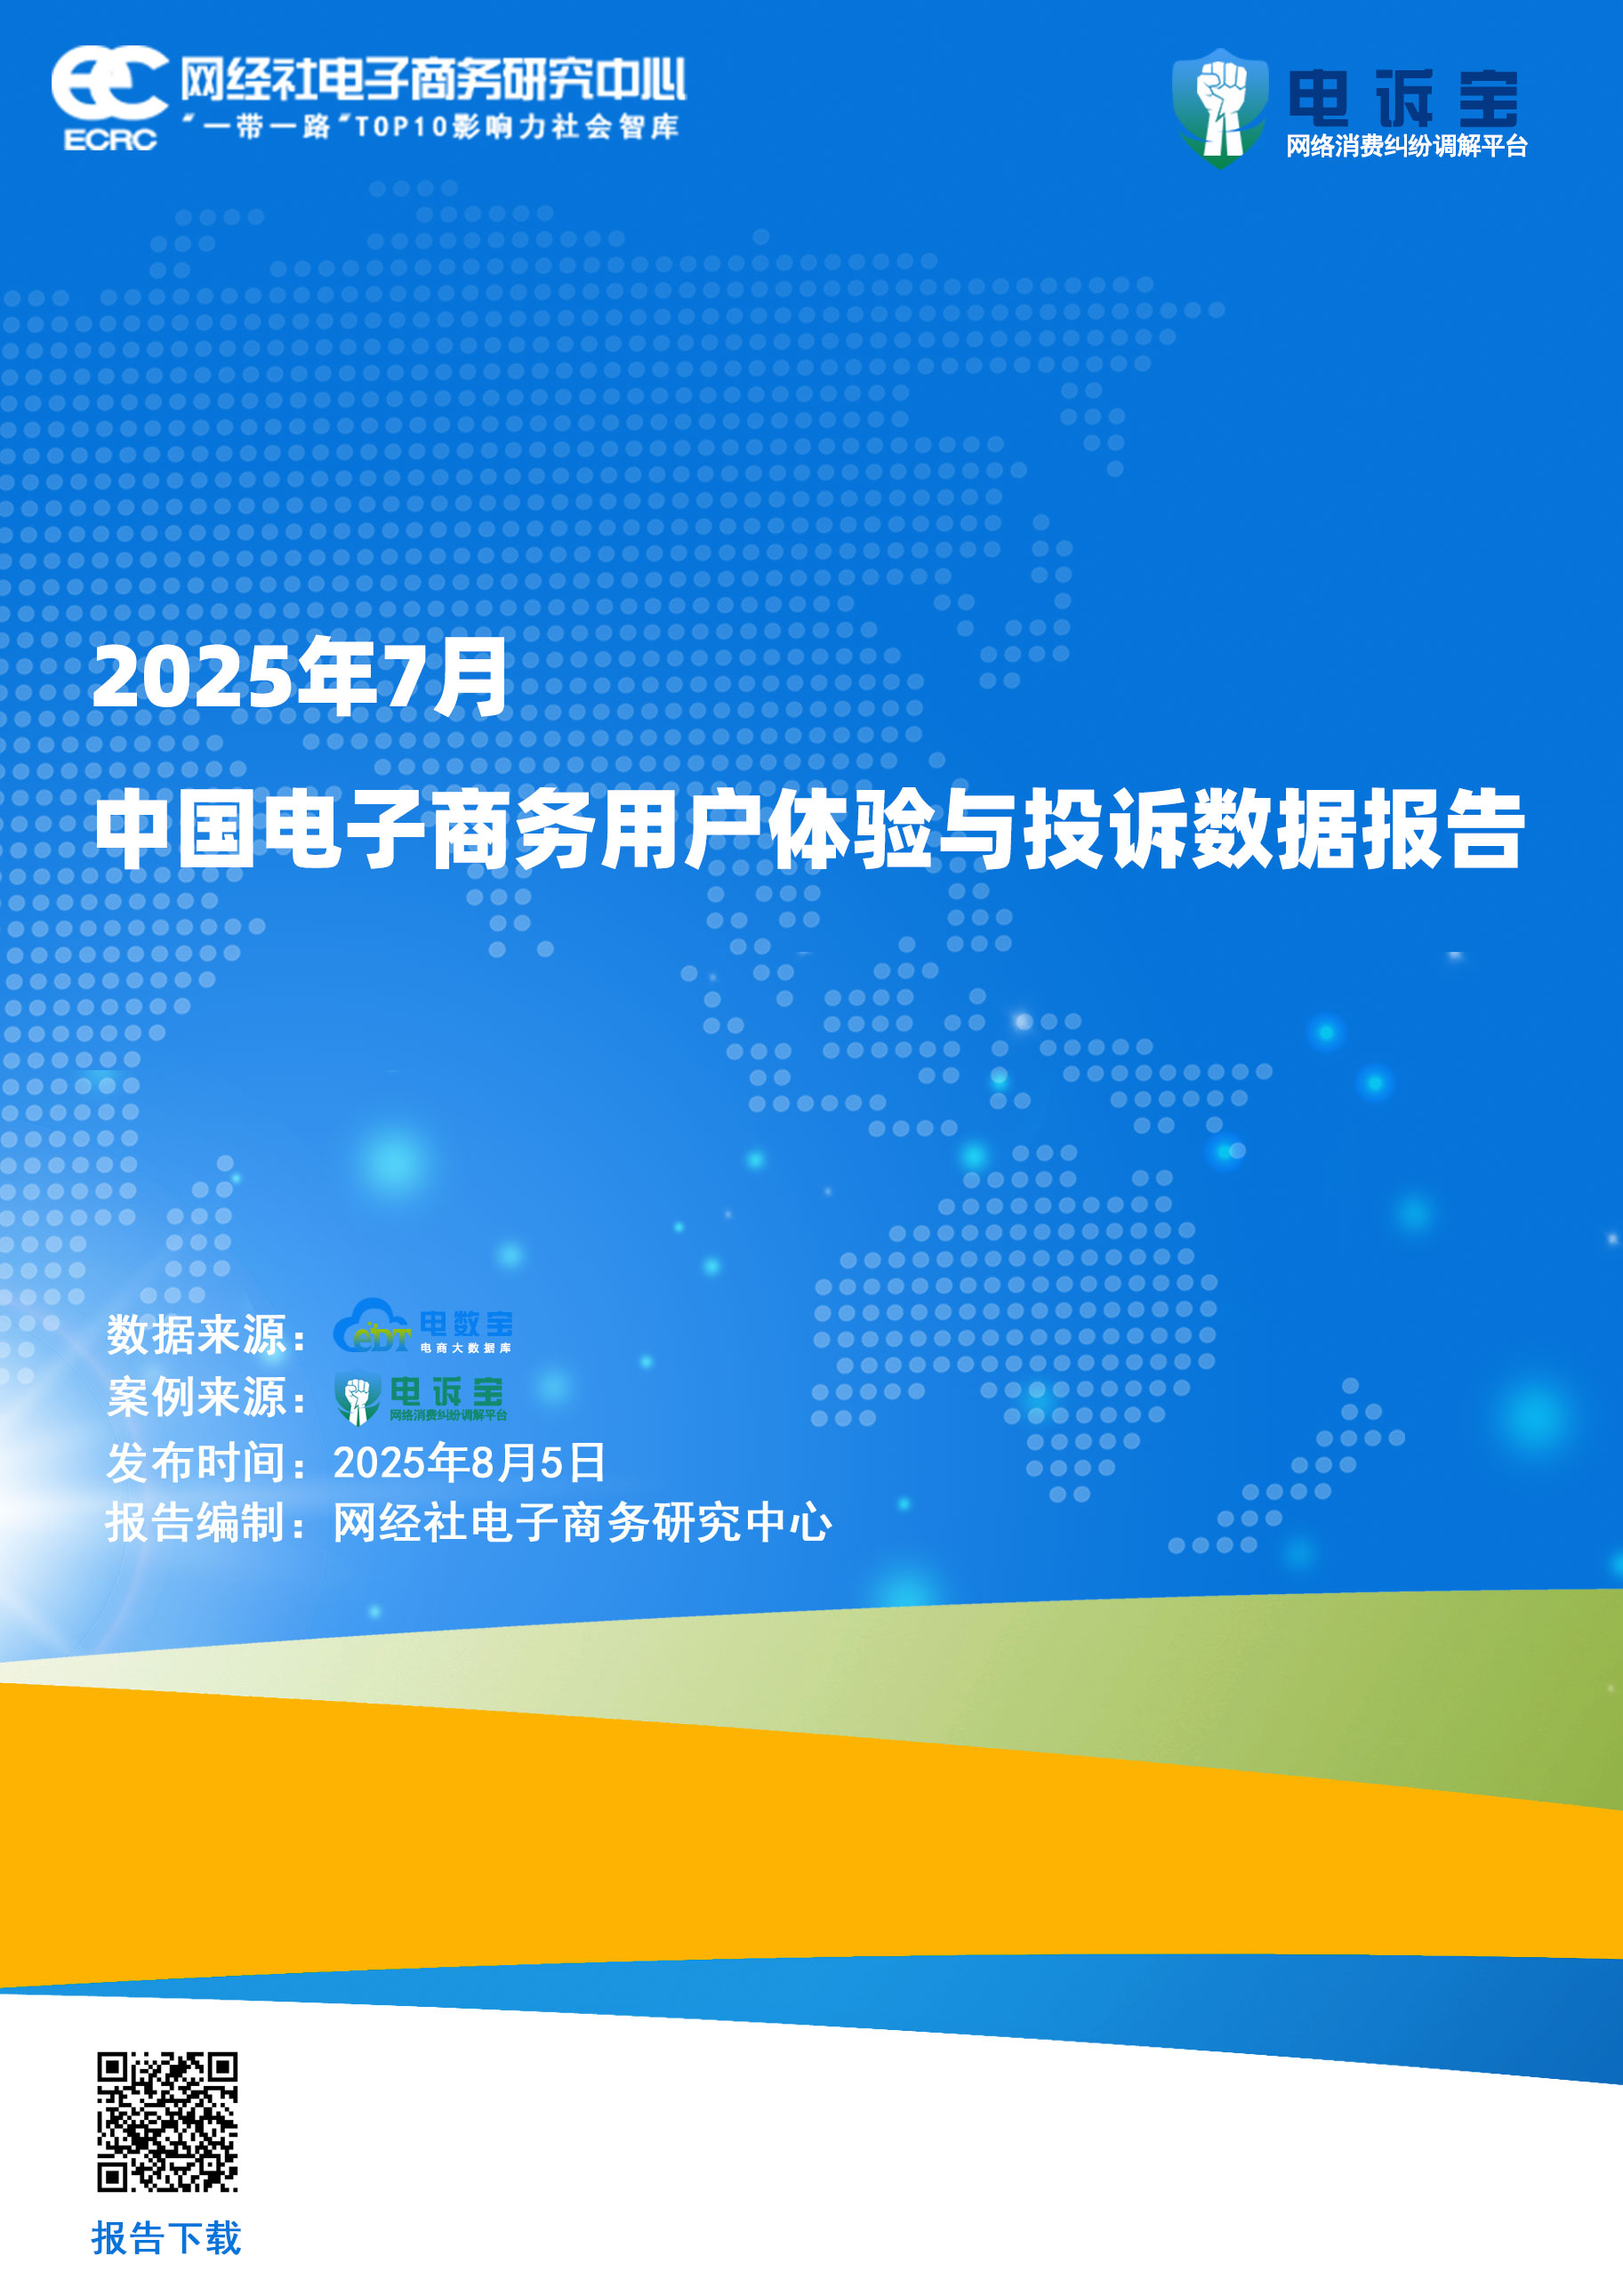 网经社电子商务研究中心
“一带一路”TOP10影响力社会智库
ECRC
电诉宝
网络消费纠纷调解平台
2025年7月
中国电子商务用户体验与投诉数据报告
数据来源：eDT 电数宝
电商大数据库
案例来源：电诉宝
网络消费纠纷调解平台
发布时间：2025年8月5日
报告编制：网经社电子商务研究中心
报告下载